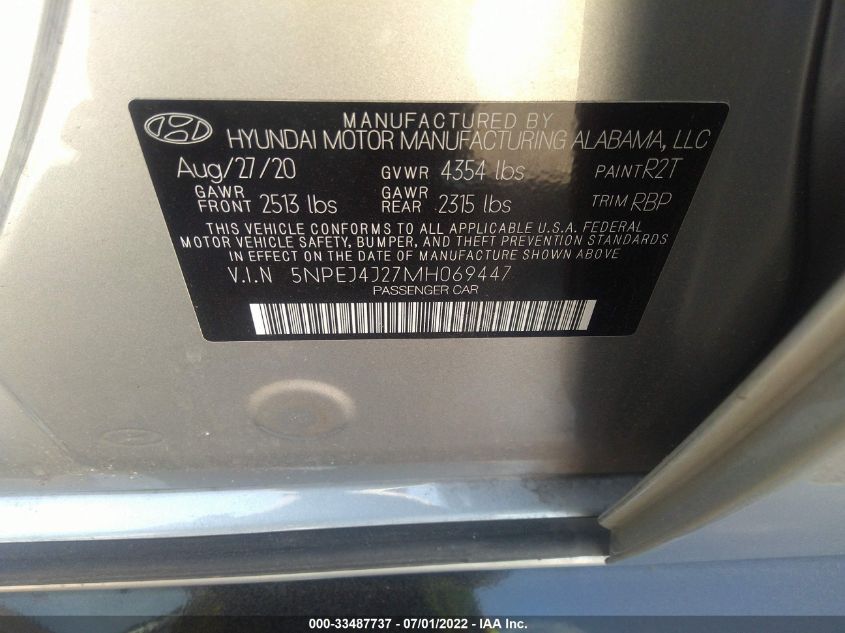 MANUFACTURED BY
HYUNDAI MOTOR MANUFACTURING ALABAMA, LLC
Aug/27/20 GVWR 4354 lbs PAINT R2T
GAWR FRONT 2513 lbs GAWR REAR 2315 lbs TRIM RBP
THIS VEHICLE CONFORMS TO ALL APPLICABLE U.S.A. FEDERAL
MOTOR VEHICLE SAFETY, BUMPER, AND THEFT PREVENTION STANDARDS
IN EFFECT ON THE DATE OF MANUFACTURE SHOWN ABOVE
V.I.N 5NPEJ4J27MH069447
PASSENGER CAR
000-33487737 - 07/01/2022 - IAA Inc.